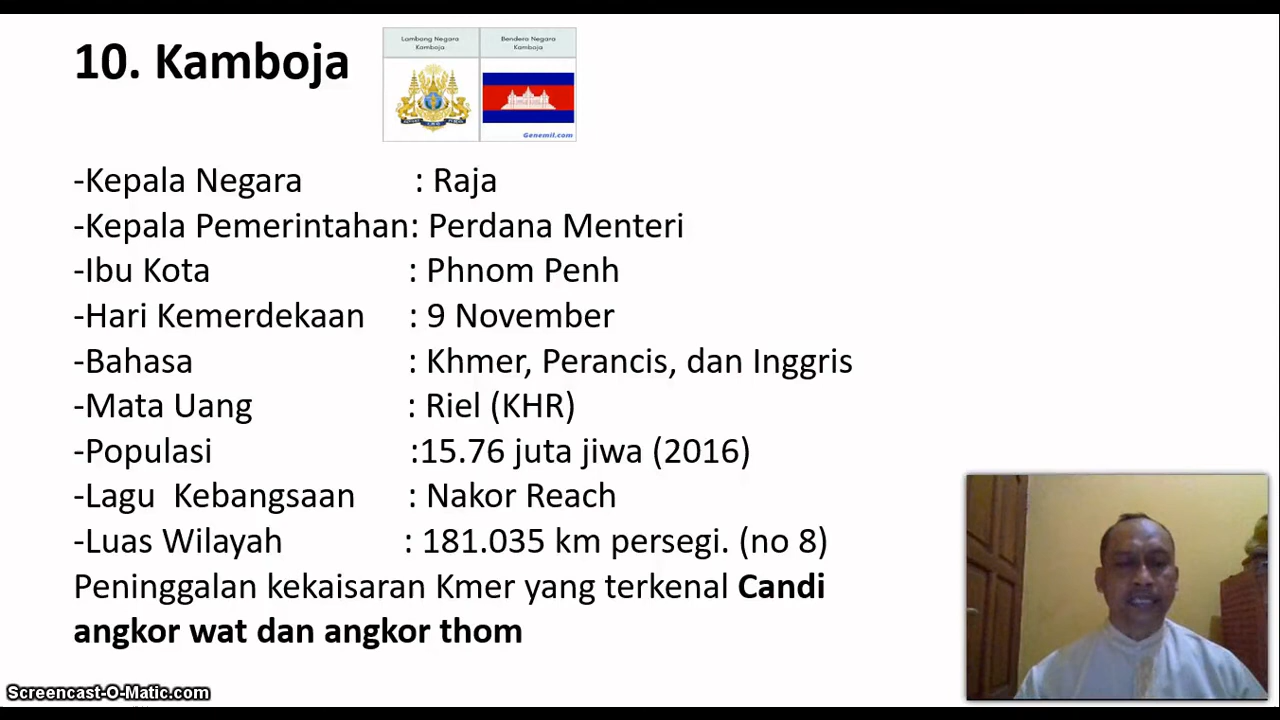 10. Kamboja
Lambang Negara Kamboja
Bendera Negara Kamboja
Genemil.com
-Kepala Negara : Raja
-Kepala Pemerintahan: Perdana Menteri
-Ibu Kota : Phnom Penh
-Hari Kemerdekaan : 9 November
-Bahasa : Khmer, Perancis, dan Inggris
-Mata Uang : Riel (KHR)
-Populasi :15.76 juta jiwa (2016)
-Lagu Kebangsaan : Nakor Reach
-Luas Wilayah : 181.035 km persegi. (no 8)
Peninggalan kekaisaran Kmer yang terkenal Candi
angkor wat dan angkor thom
Screencast-O-Matic.com